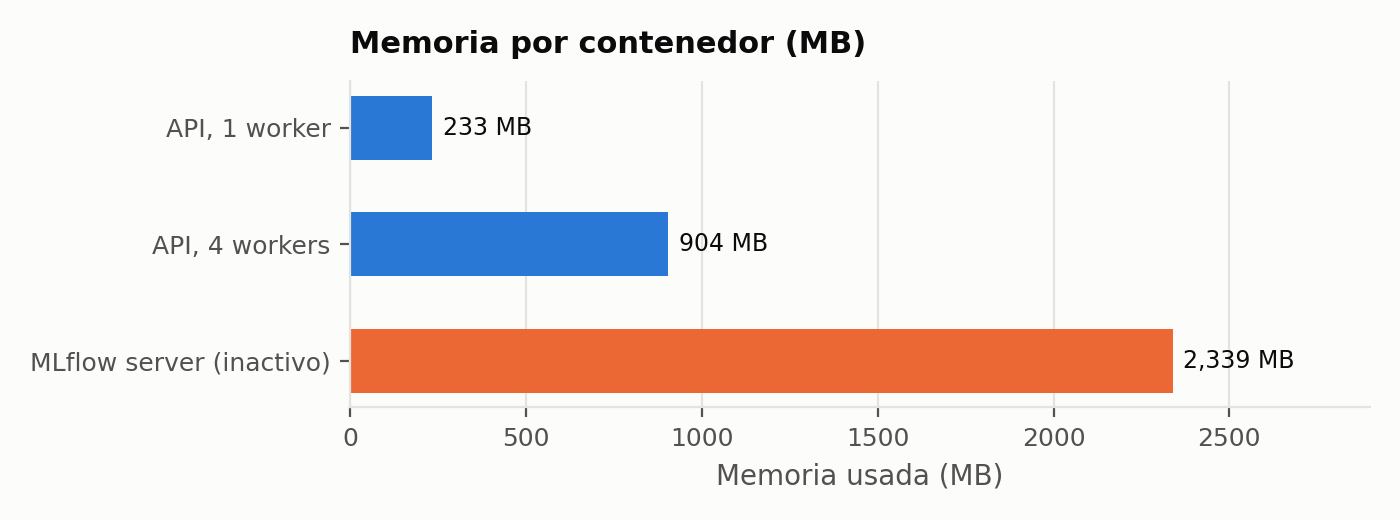 Memoria por contenedor (MB)
API, 1 worker
233 MB
API, 4 workers
904 MB
MLflow server (inactivo)
2,339 MB
0 500 1000 1500 2000 2500
Memoria usada (MB)